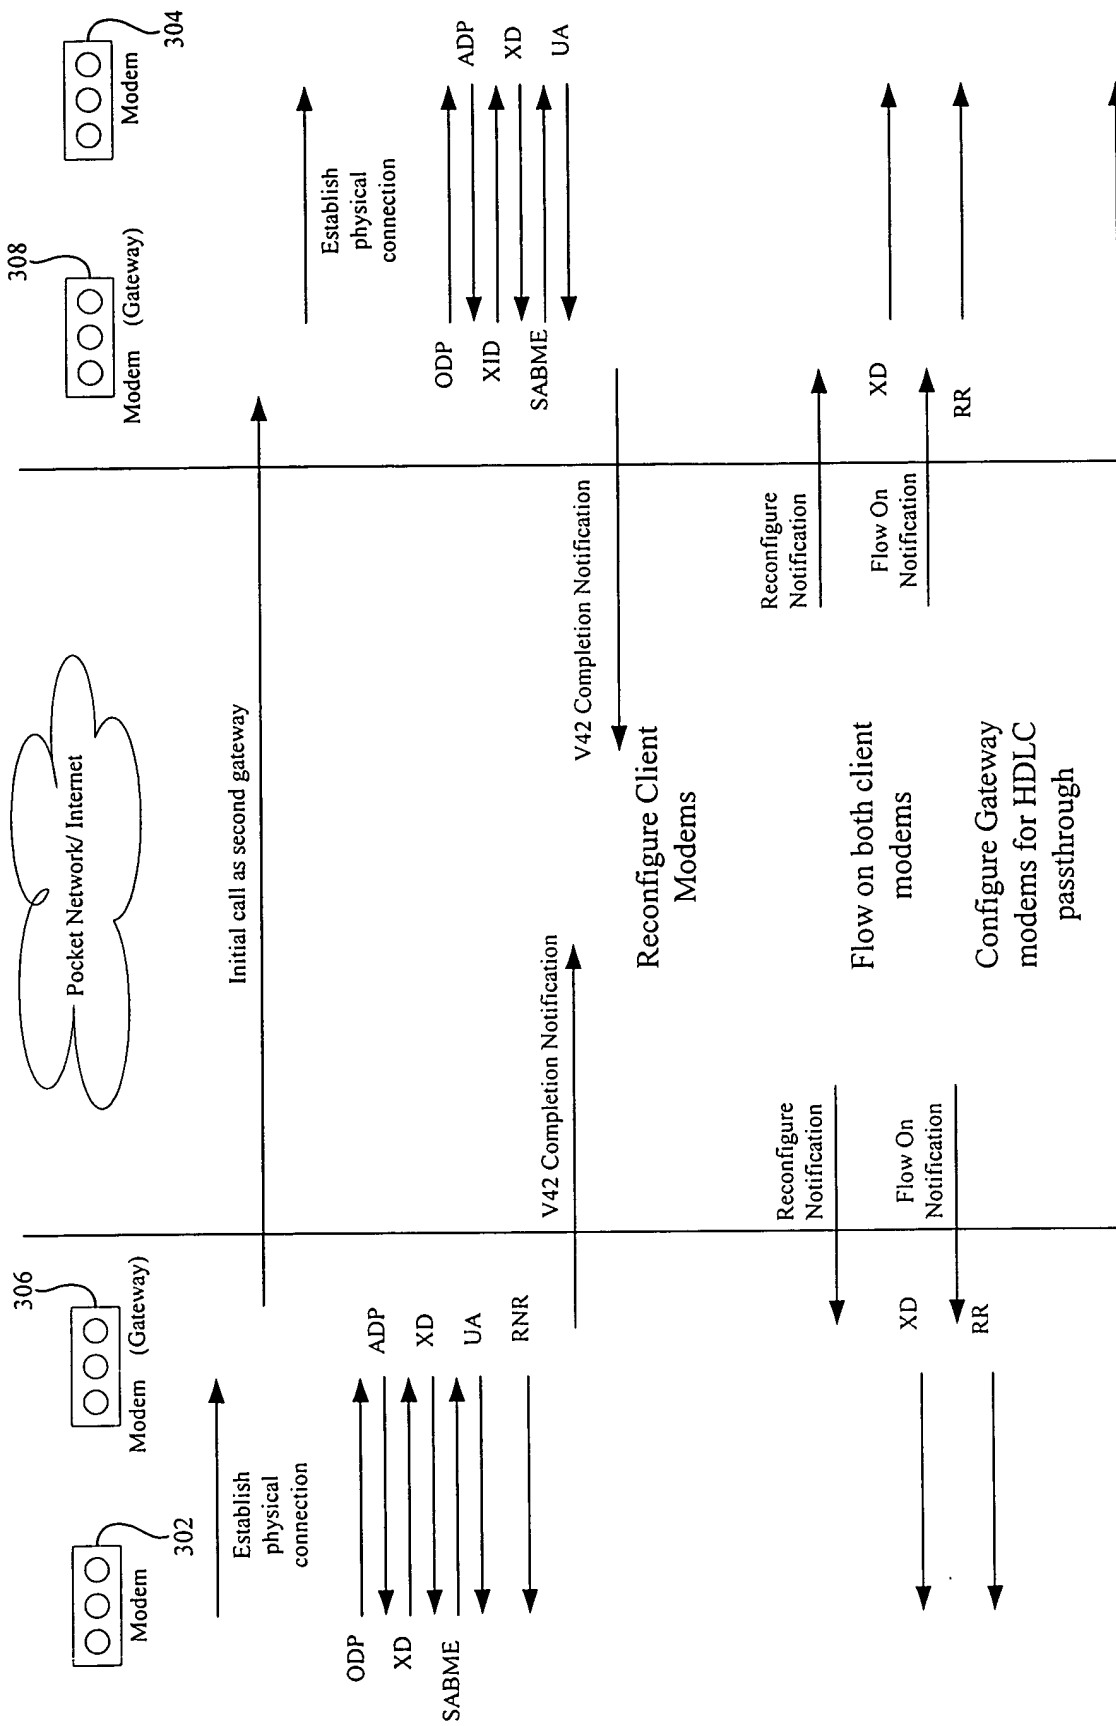 302
Modem
306
Modem (Gateway)
Pocket Network/ Internet
308
Modem (Gateway)
304
Modem
Establish
physical
connection
Initial call as second gateway
Establish
physical
connection
ODP
ADP
XD
XD
SABME
UA
RNR
ODP
ADP
XID
XD
SABME
UA
V42 Completion Notification
V42 Completion Notification
Reconfigure Client
Modems
Reconfigure
Notification
Reconfigure
Notification
Flow on both client
modems
XD
XD
Flow On
Notification
Flow On
Notification
RR
RR
Configure Gateway
modems for HDLC
passthrough